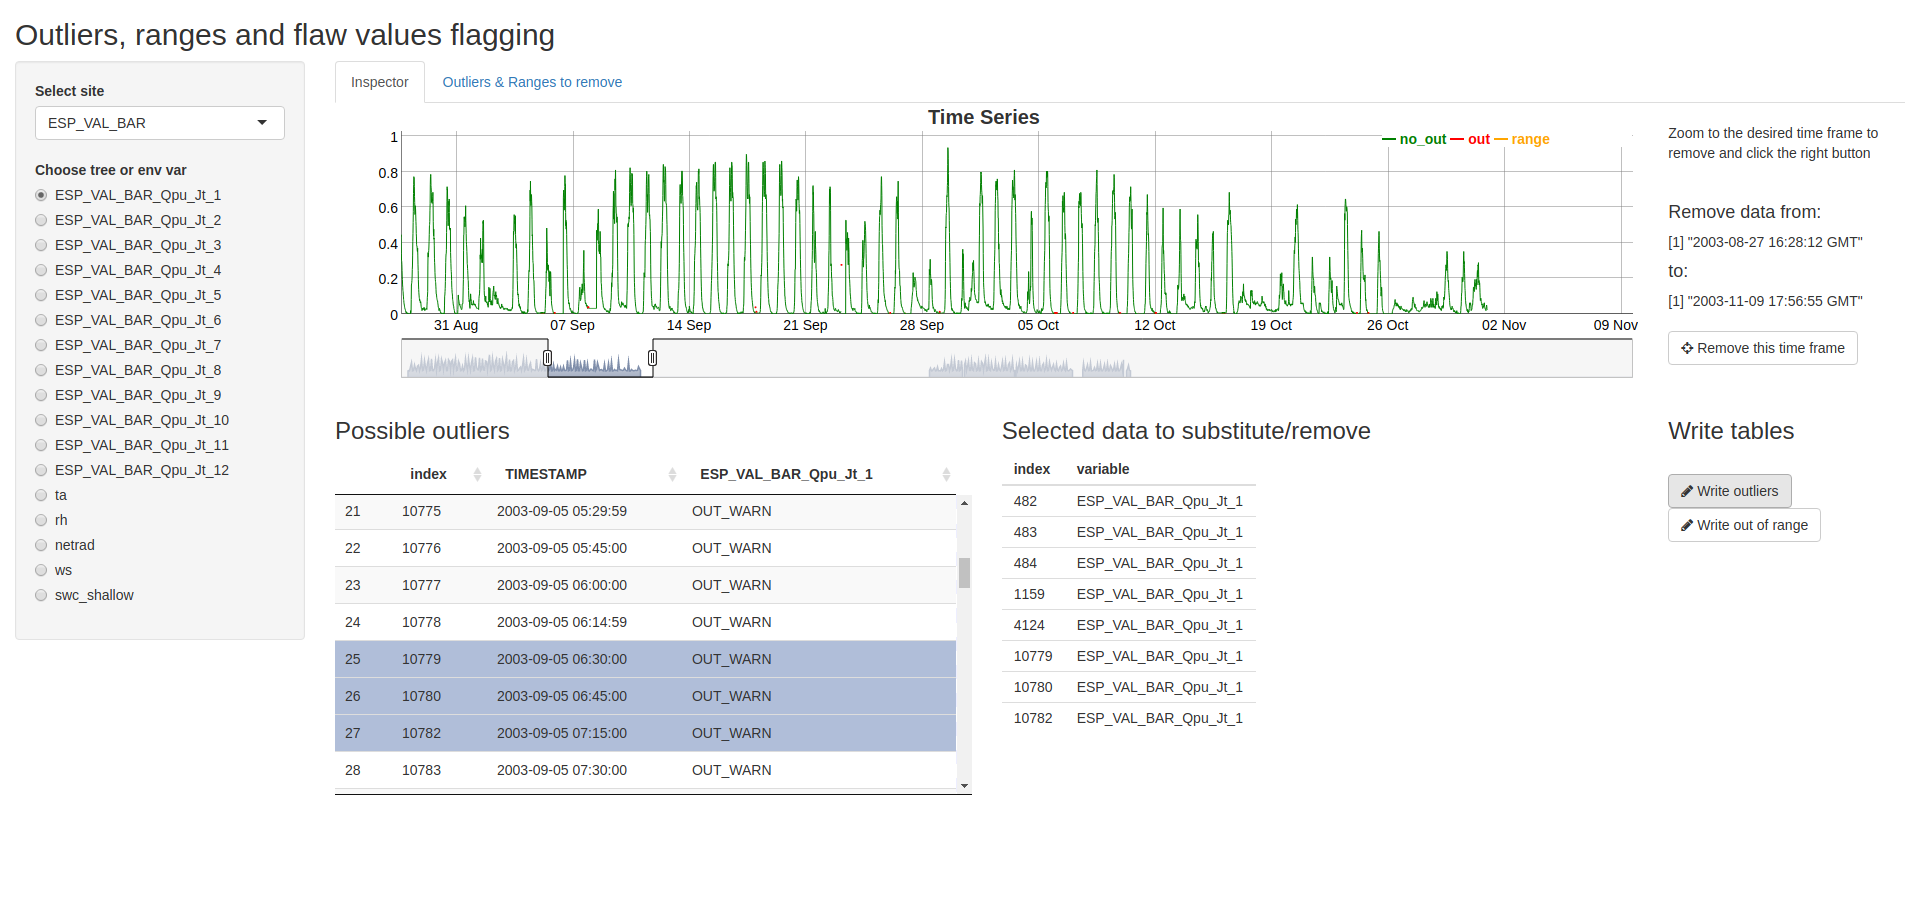 Outliers, ranges and flaw values flagging
Select site
ESP_VAL_BAR
Choose tree or env var
ESP_VAL_BAR_Qpu_Jt_1
ESP_VAL_BAR_Qpu_Jt_2
ESP_VAL_BAR_Qpu_Jt_3
ESP_VAL_BAR_Qpu_Jt_4
ESP_VAL_BAR_Qpu_Jt_5
ESP_VAL_BAR_Qpu_Jt_6
ESP_VAL_BAR_Qpu_Jt_7
ESP_VAL_BAR_Qpu_Jt_8
ESP_VAL_BAR_Qpu_Jt_9
ESP_VAL_BAR_Qpu_Jt_10
ESP_VAL_BAR_Qpu_Jt_11
ESP_VAL_BAR_Qpu_Jt_12
ta
rh
netrad
ws
swc_shallow
Inspector Outliers & Ranges to remove
Time Series
no_out out range
1
0.8
0.6
0.4
0.2
0
31 Aug 07 Sep 14 Sep 21 Sep 28 Sep 05 Oct 12 Oct 19 Oct 26 Oct 02 Nov 09 Nov
Zoom to the desired time frame to
remove and click the right button
Remove data from:
[1] "2003-08-27 16:28:12 GMT"
to:
[1] "2003-11-09 17:56:55 GMT"
Remove this time frame
Possible outliers
index TIMESTAMP ESP_VAL_BAR_Qpu_Jt_1
21 10775 2003-09-05 05:29:59 OUT_WARN
22 10776 2003-09-05 05:45:00 OUT_WARN
23 10777 2003-09-05 06:00:00 OUT_WARN
24 10778 2003-09-05 06:14:59 OUT_WARN
25 10779 2003-09-05 06:30:00 OUT_WARN
26 10780 2003-09-05 06:45:00 OUT_WARN
27 10782 2003-09-05 07:15:00 OUT_WARN
28 10783 2003-09-05 07:30:00 OUT_WARN
Selected data to substitute/remove
index variable
482 ESP_VAL_BAR_Qpu_Jt_1
483 ESP_VAL_BAR_Qpu_Jt_1
484 ESP_VAL_BAR_Qpu_Jt_1
1159 ESP_VAL_BAR_Qpu_Jt_1
4124 ESP_VAL_BAR_Qpu_Jt_1
10779 ESP_VAL_BAR_Qpu_Jt_1
10780 ESP_VAL_BAR_Qpu_Jt_1
10782 ESP_VAL_BAR_Qpu_Jt_1
Write tables
Write outliers
Write out of range